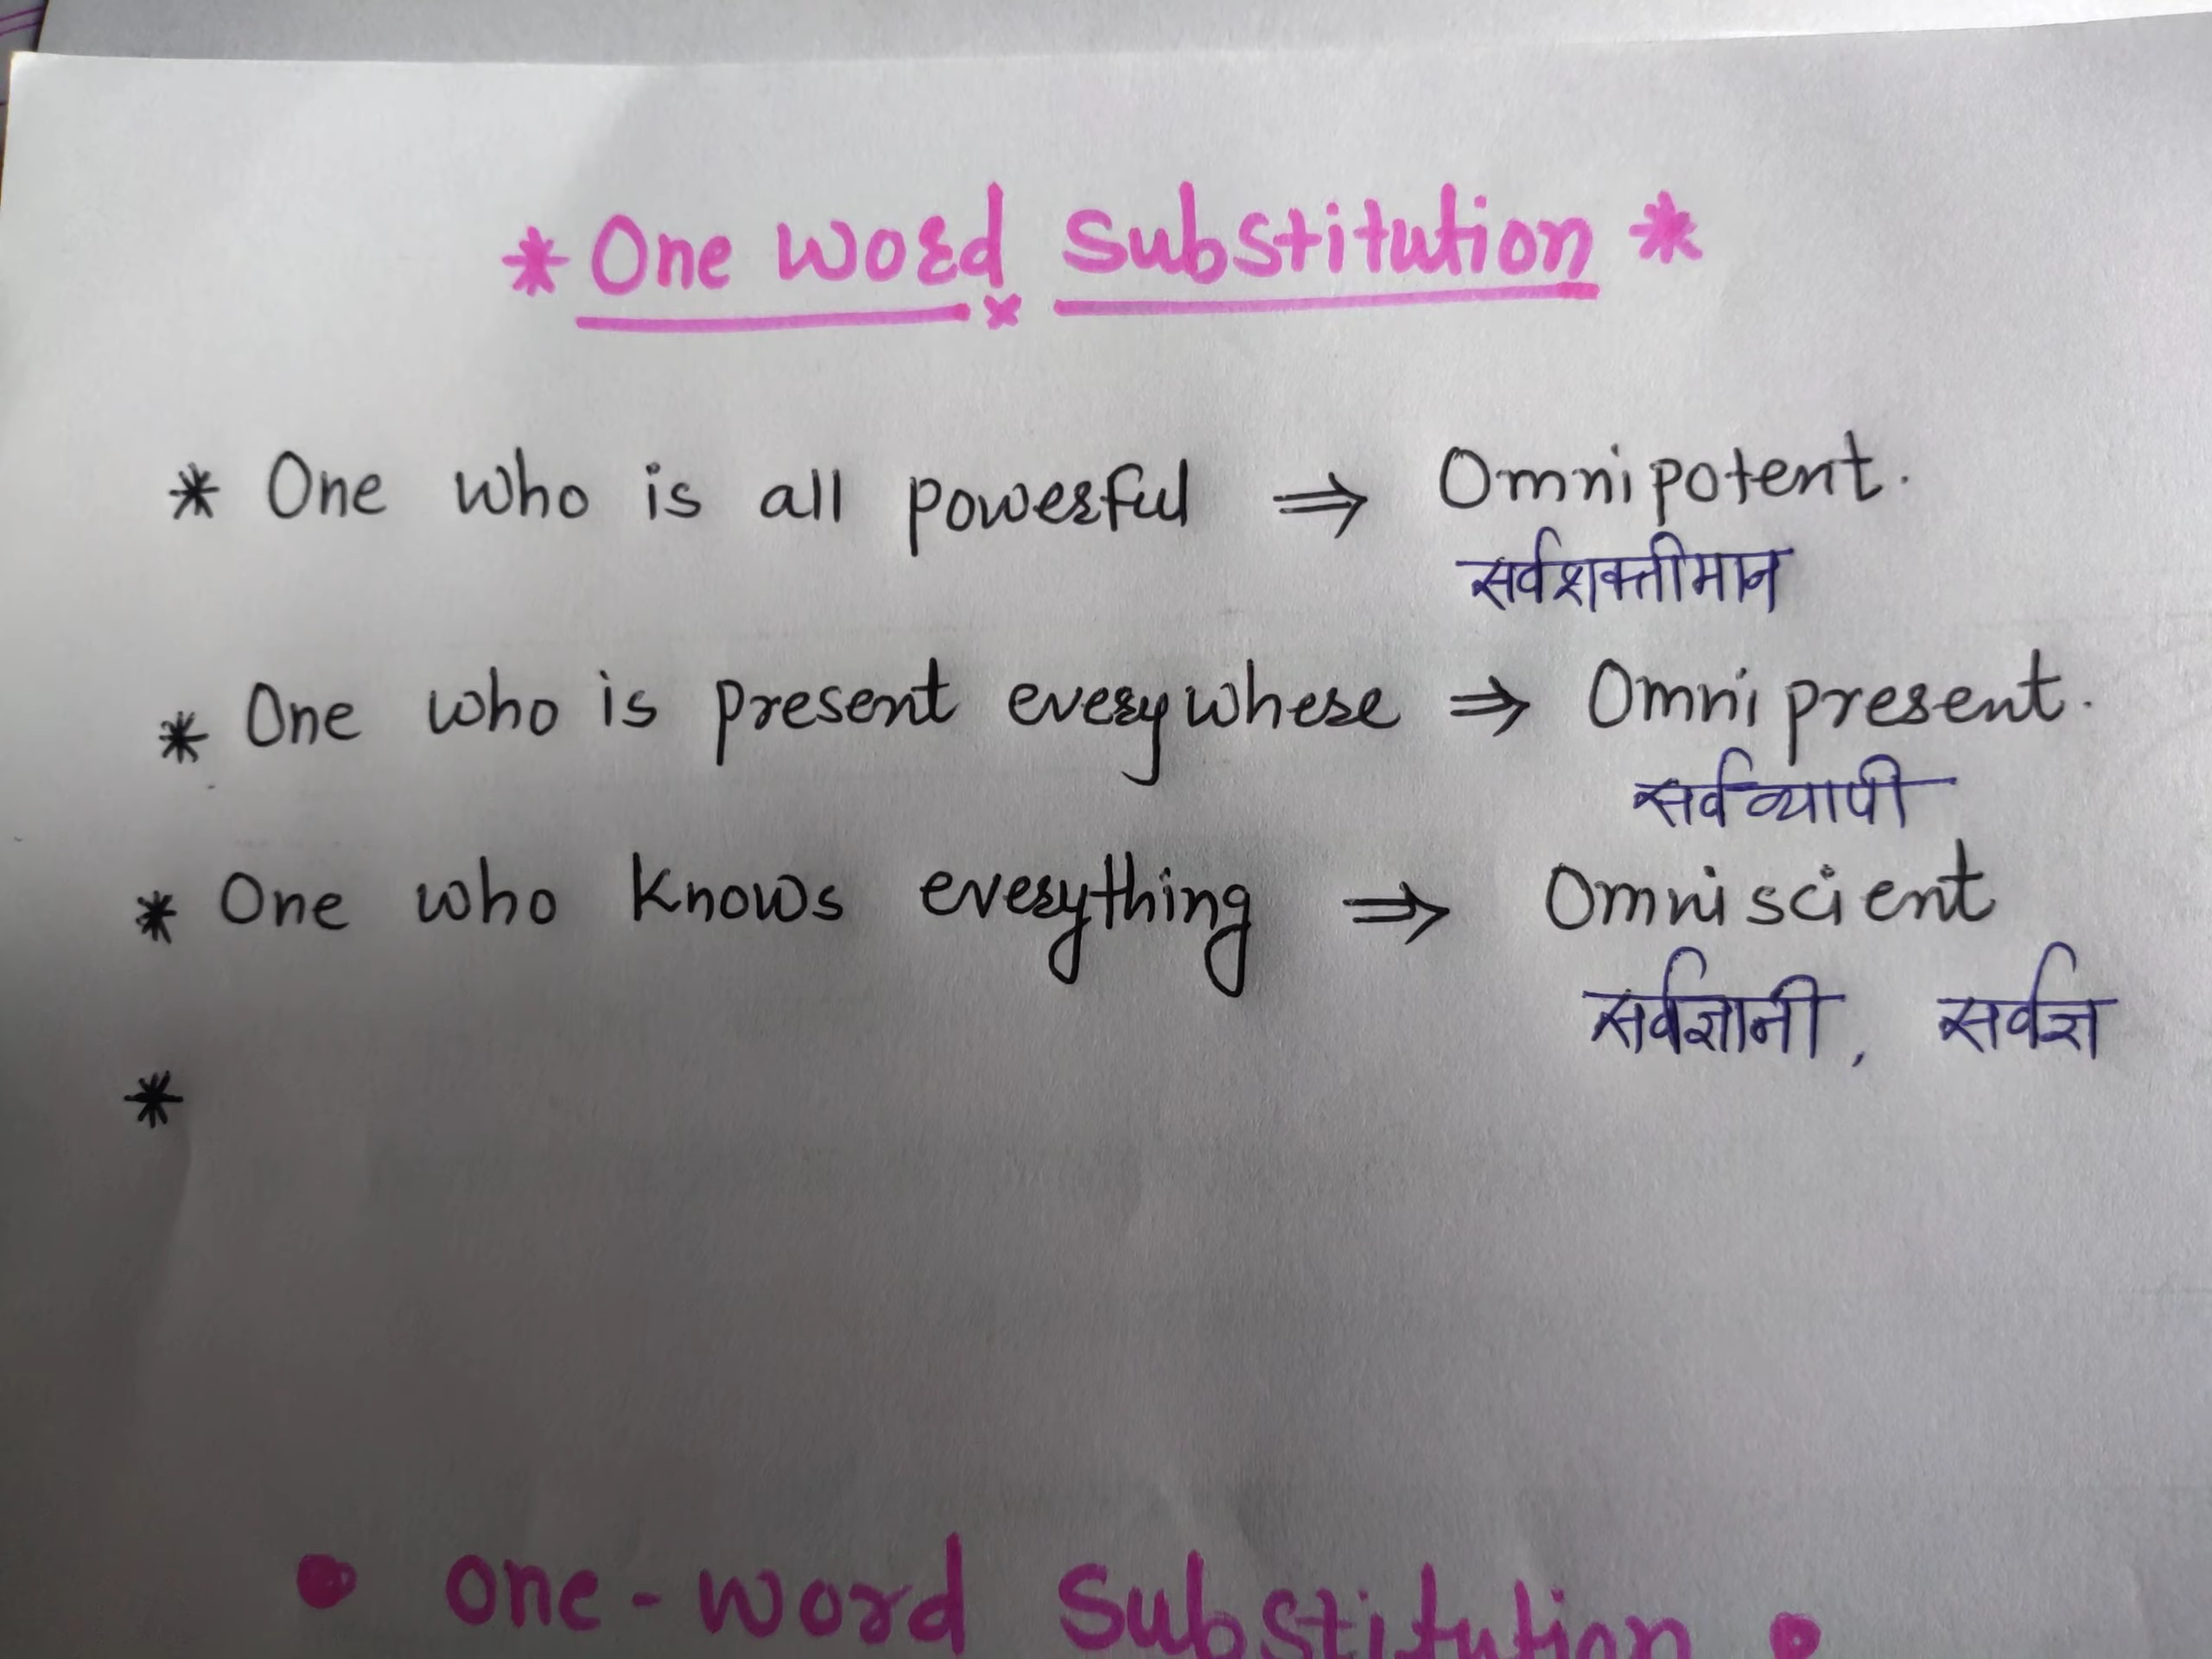 * One word substitution *
* One who is all powerful ⇒ Omnipotent.
सर्वशक्तीमान
* One who is present everywhere ⇒ Omnipresent.
सर्वव्यापी
* One who knows everything ⇒ Omniscient
सर्वज्ञानी, सर्वज्ञ
*
• One-word Substitution •